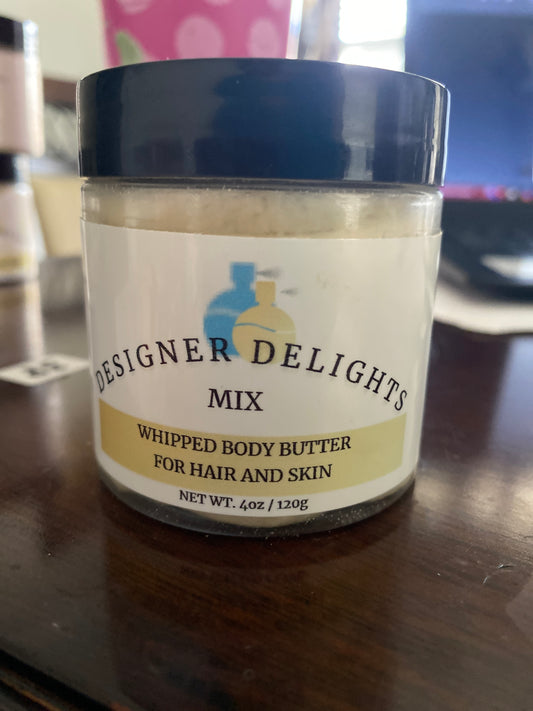 DESIGNER DELIGHTS
MIX
WHIPPED BODY BUTTER
FOR HAIR AND SKIN
NET WT. 4oz / 120g